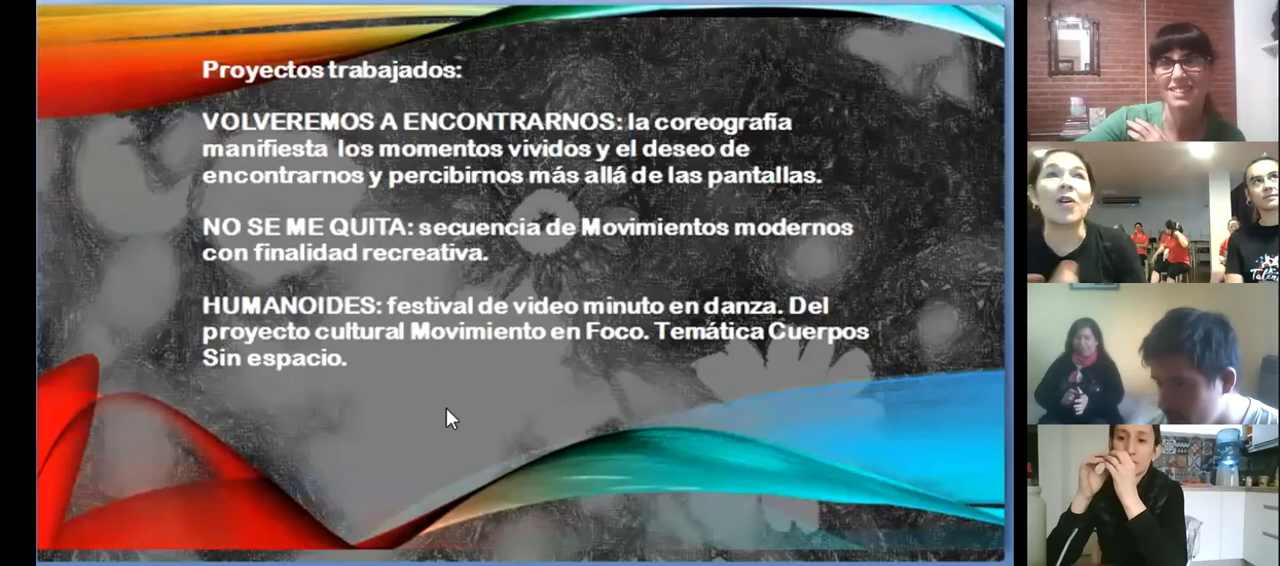 Proyectos trabajados:
VOLVEREMOS A ENCONTRARNOS: la coreografía
manifiesta los momentos vividos y el deseo de
encontrarnos y percibirnos más allá de las pantallas.
NO SE ME QUITA: secuencia de Movimientos modernos
con finalidad recreativa.
HUMANOIDES: festival de video minuto en danza. Del
proyecto cultural Movimiento en Foco. Temática Cuerpos
Sin espacio.